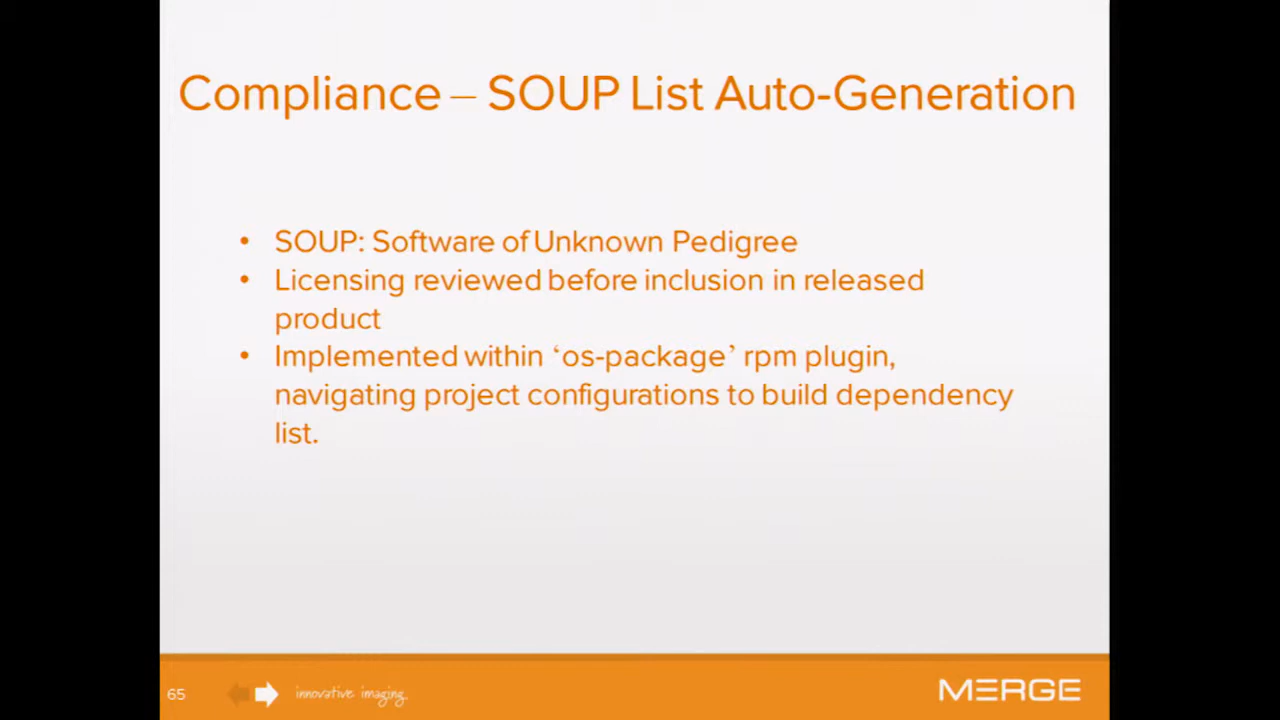 Compliance – SOUP List Auto-Generation
• SOUP: Software of Unknown Pedigree
• Licensing reviewed before inclusion in released
product
• Implemented within ‘os-package’ rpm plugin,
navigating project configurations to build dependency
list.
65
innovative imaging.
MERGE